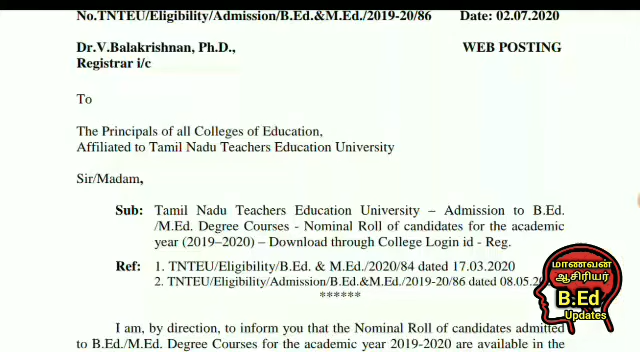 No.TNTEU/Eligibility/Admission/B.Ed.&M.Ed./2019-20/86 Date: 02.07.2020
Dr.V.Balakrishnan, Ph.D., WEB POSTING
Registrar i/c
To
The Principals of all Colleges of Education,
Affiliated to Tamil Nadu Teachers Education University
Sir/Madam,
Sub: Tamil Nadu Teachers Education University – Admission to B.Ed.
/M.Ed. Degree Courses - Nominal Roll of candidates for the academic
year (2019–2020) – Download through College Login id - Reg.
Ref: 1. TNTEU/Eligibility/B.Ed. & M.Ed./2020/84 dated 17.03.2020
2. TNTEU/Eligibility/Admission/B.Ed.&M.Ed./2019-20/86 dated 08.05.
******
I am, by direction, to inform you that the Nominal Roll of candidates admitted
to B.Ed./M.Ed. Degree Courses for the academic year 2019-2020 are available in the
மாணவன்
ஆசிரியர்
B.Ed
Updates